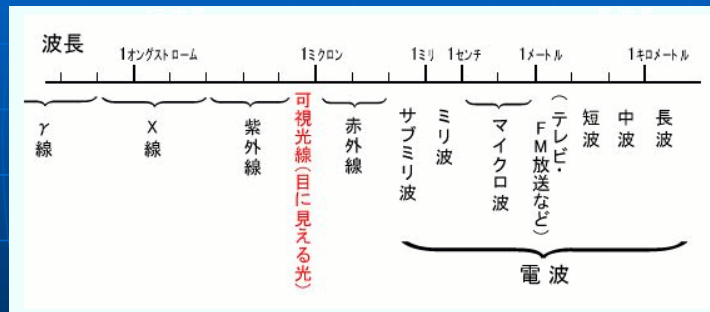 波長
1オングストローム
1ミクロン
1ミリ
1センチ
1メートル
1キロメートル
γ線
X線
紫外線
可視光線(目に見える光)
赤外線
サブミリ波
ミリ波
マイクロ波
(テレビ・
FM放送など)
短波
中波
長波
電波